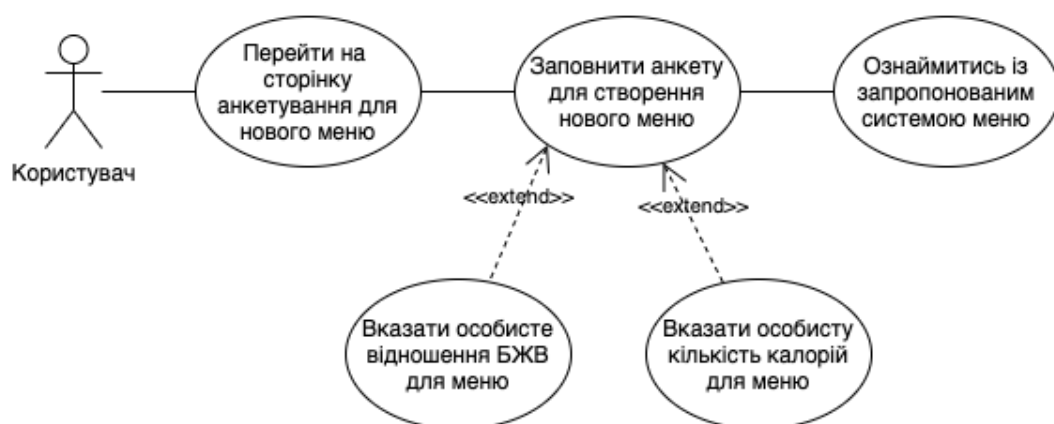 Перейти на
сторінку
анкетування для
нового меню
Заповнити анкету
для створення
нового меню
Ознаймитись із
запропонованим
системою меню
Користувач
<<extend>>
<<extend>>
Вказати особисте
відношення БЖВ
для меню
Вказати особисту
кількість калорій
для меню